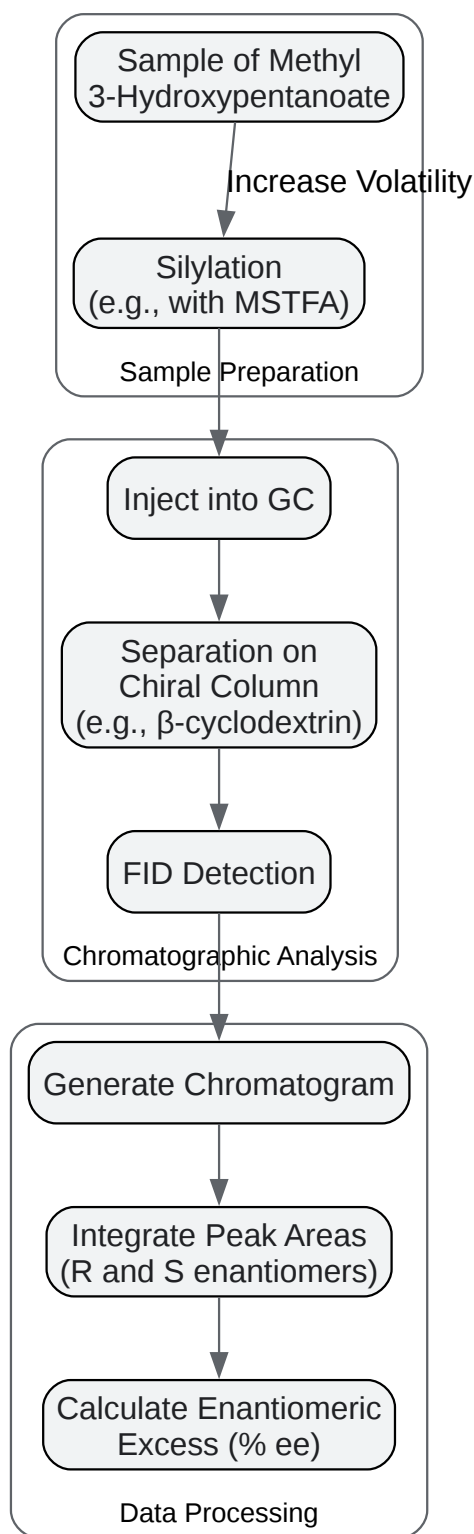 Sample of Methyl
3-Hydroxypentanoate
Increase Volatility
Silylation
(e.g., with MSTFA)
Sample Preparation
Inject into GC
Separation on
Chiral Column
(e.g., β-cyclodextrin)
FID Detection
Chromatographic Analysis
Generate Chromatogram
Integrate Peak Areas
(R and S enantiomers)
Calculate Enantiomeric
Excess (% ee)
Data Processing